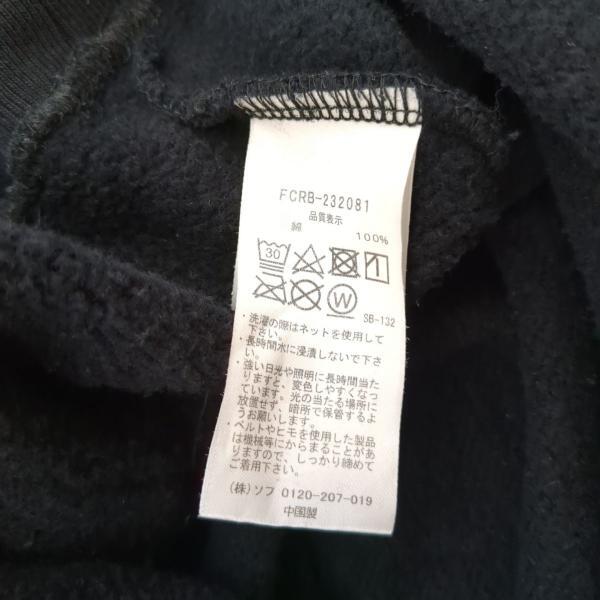 FCRB-232081
品質表示
綿 100%
30
W
SB-132
・洗濯の際はネットを使用して
下さい。
・長時間水に浸漬しないで下さ
い。
・強い日光や照明に長時間当た
りますと、変色しやすくなっ
ています。光の当たる場所に
放置せず、暗所で保管するよ
うお願いします。
・ベルトやヒモを使用した製品
は機械等にからまることがあ
りますので、しっかり締めて
ご着用下さい。
(株)ソフ 0120-207-019
中国製